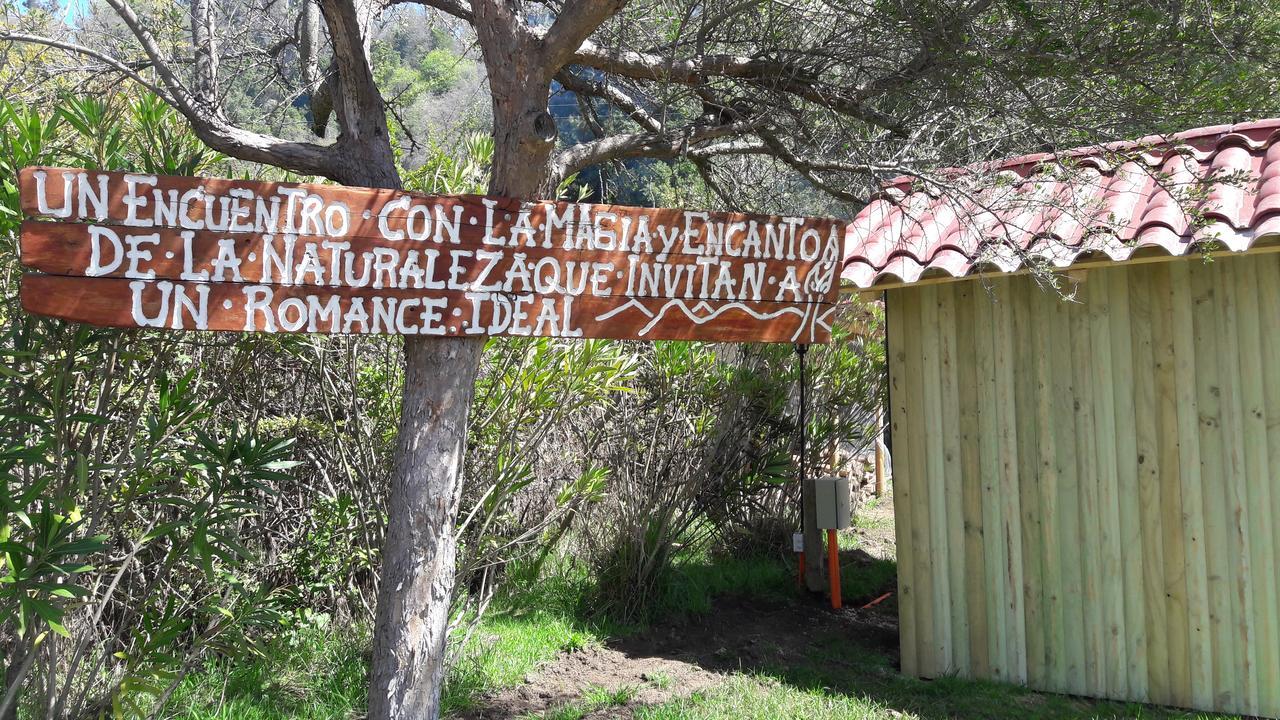 UN ENCUENTRO · CON · LA · MAGIA Y ENCANTO
DE · LA · NATURALEZA QUE · INVITAN · A
UN · ROMANCE · IDEAL